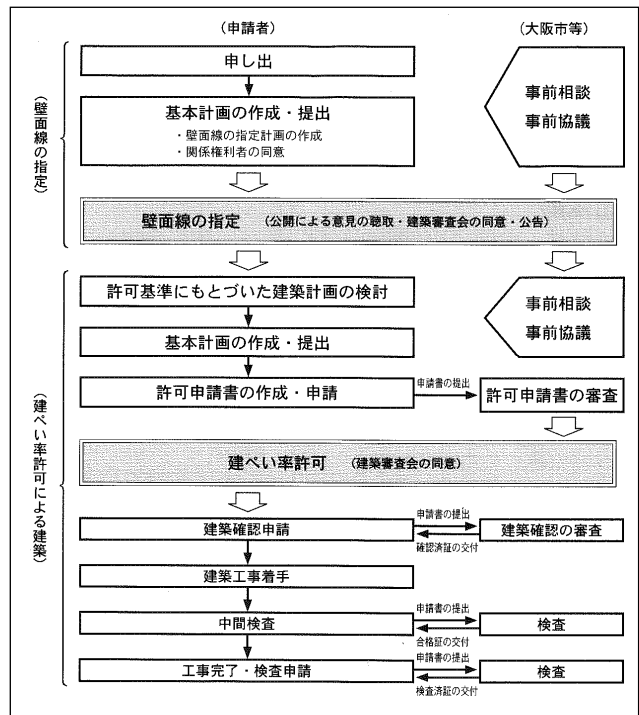 (申請者)
(大阪市等)
(壁面線の指定)
申し出
基本計画の作成・提出
・壁面線の指定計画の作成
・関係権利者の同意
事前相談
事前協議
壁面線の指定 (公開による意見の聴取・建築審査会の同意・公告)
(建ぺい率許可による建築)
許可基準にもとづいた建築計画の検討
事前相談
事前協議
基本計画の作成・提出
許可申請書の作成・申請
申請書の提出
許可申請書の審査
建ぺい率許可 (建築審査会の同意)
建築確認申請
申請書の提出
確認済証の交付
建築確認の審査
建築工事着手
中間検査
申請書の提出
合格証の交付
検査
工事完了・検査申請
申請書の提出
検査済証の交付
検査